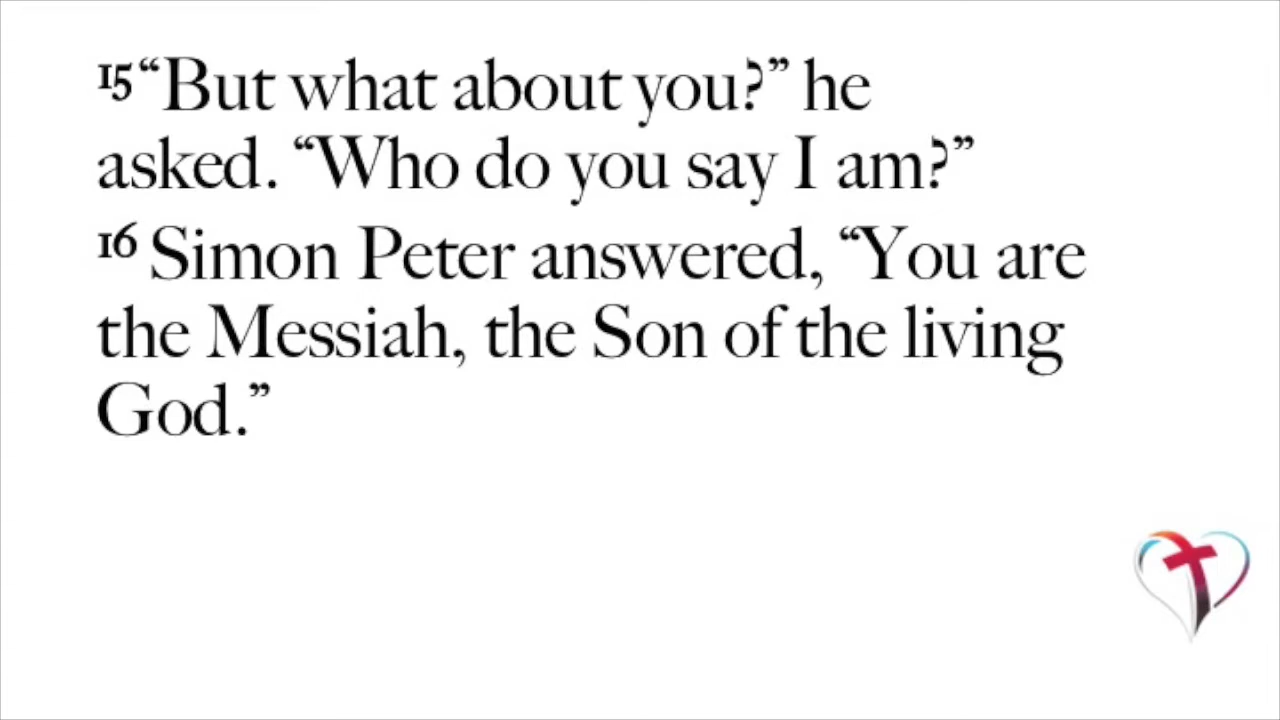 15 “But what about you?” he
asked. “Who do you say I am?”
16 Simon Peter answered, “You are
the Messiah, the Son of the living
God.”